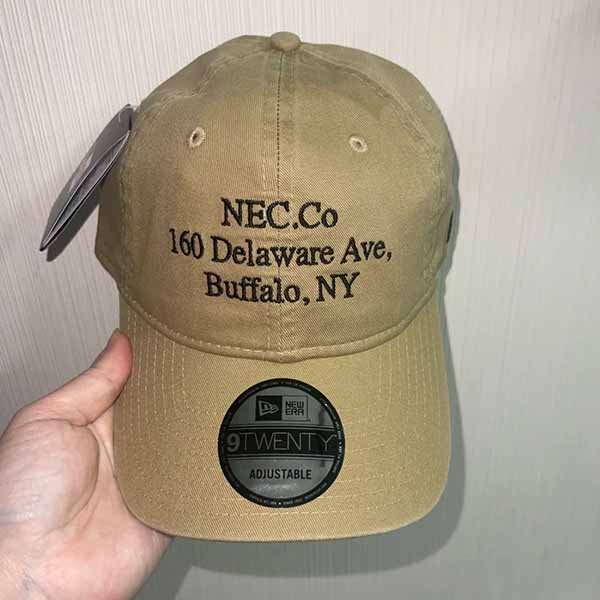 NEC.Co
160 Delaware Ave,
Buffalo, NY
NEW
ERA
9TWENTY
ADJUSTABLE